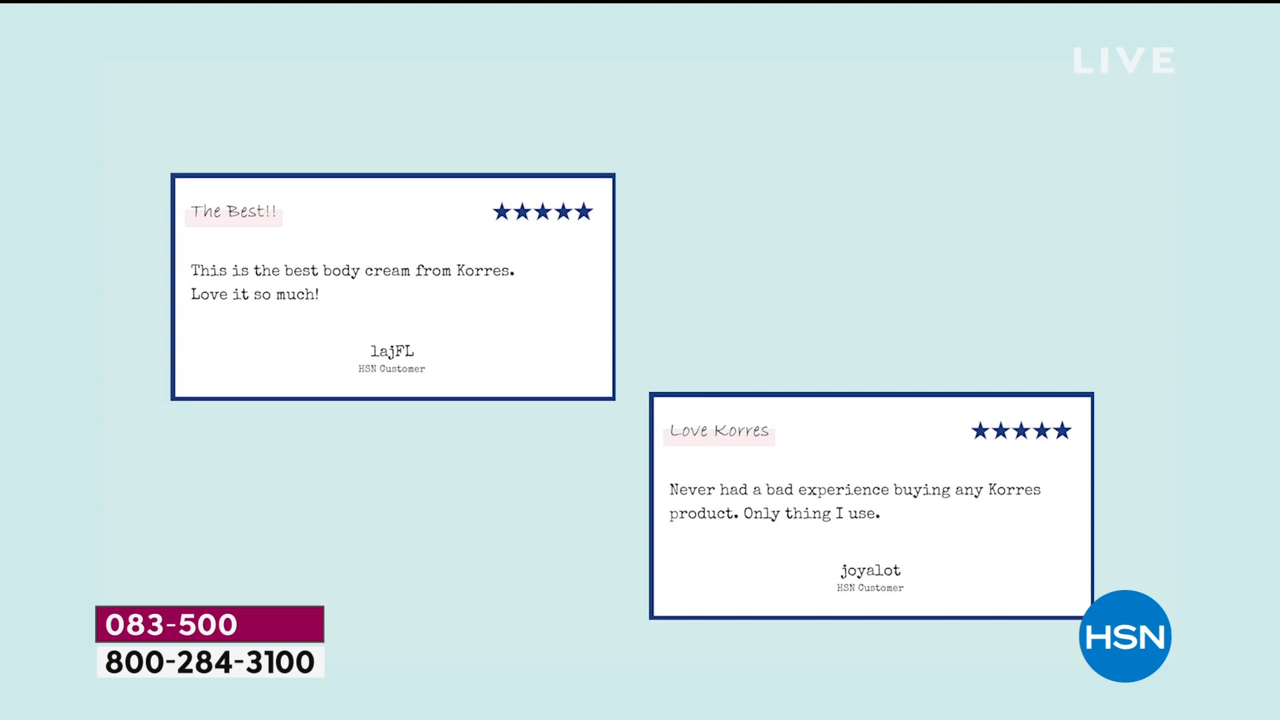 LIVE
The Best!!
This is the best body cream from Korres.
Love it so much!
lajFL
HSN Customer
Love Korres
Never had a bad experience buying any Korres
product. Only thing I use.
joyalot
HSN Customer
083-500
800-284-3100
HSN